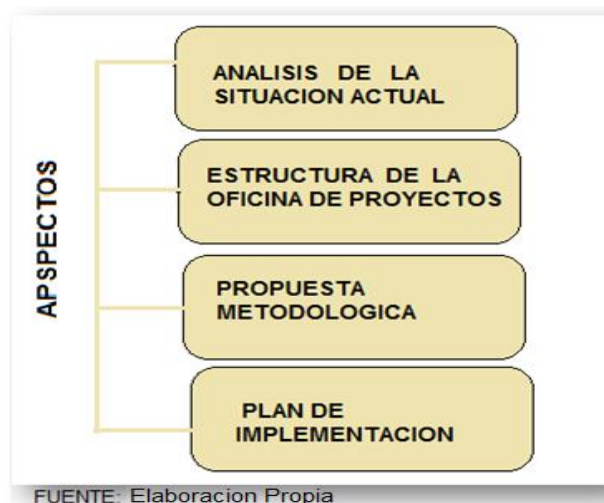 APSPECTOS
ANALISIS DE LA
SITUACION ACTUAL
ESTRUCTURA DE LA
OFICINA DE PROYECTOS
PROPUESTA
METODOLOGICA
PLAN DE
IMPLEMENTACION
FUENTE: Elaboracion Propia